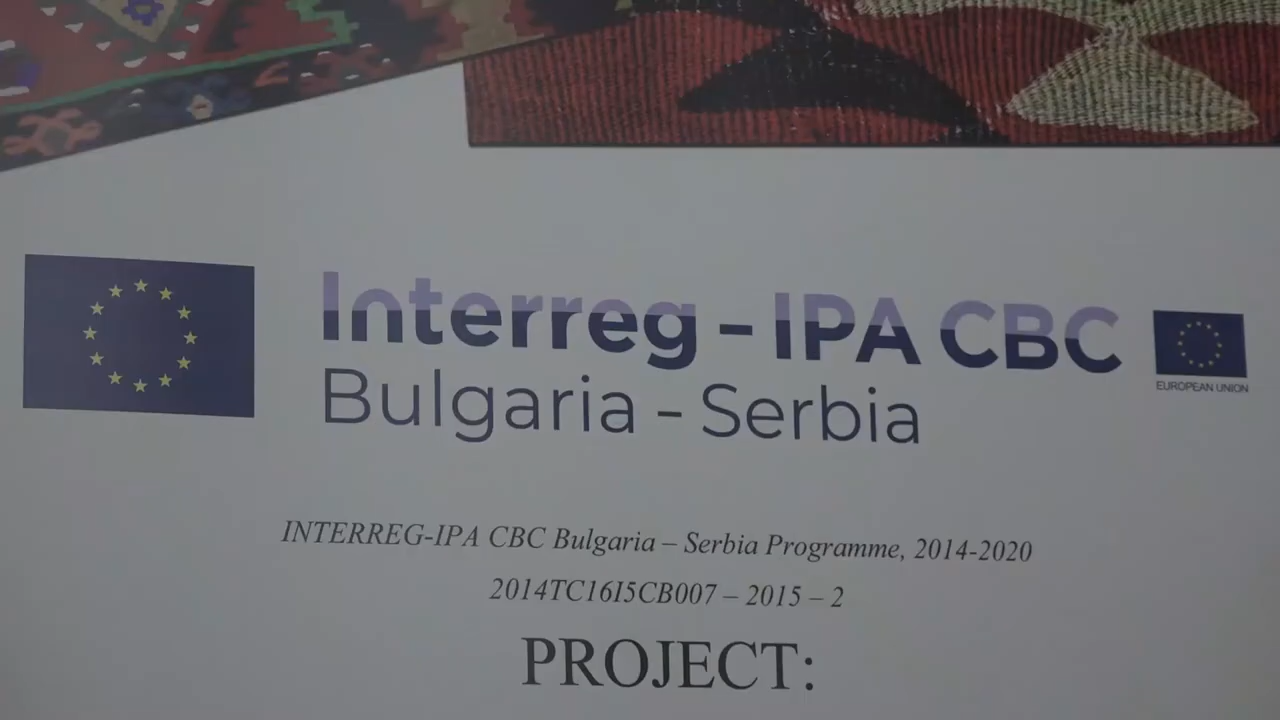 Interreg - IPA CBC
Bulgaria - Serbia
EUROPEAN UNION
INTERREG-IPA CBC Bulgaria – Serbia Programme, 2014-2020
2014TC16I5CB007 – 2015 – 2
PROJECT: